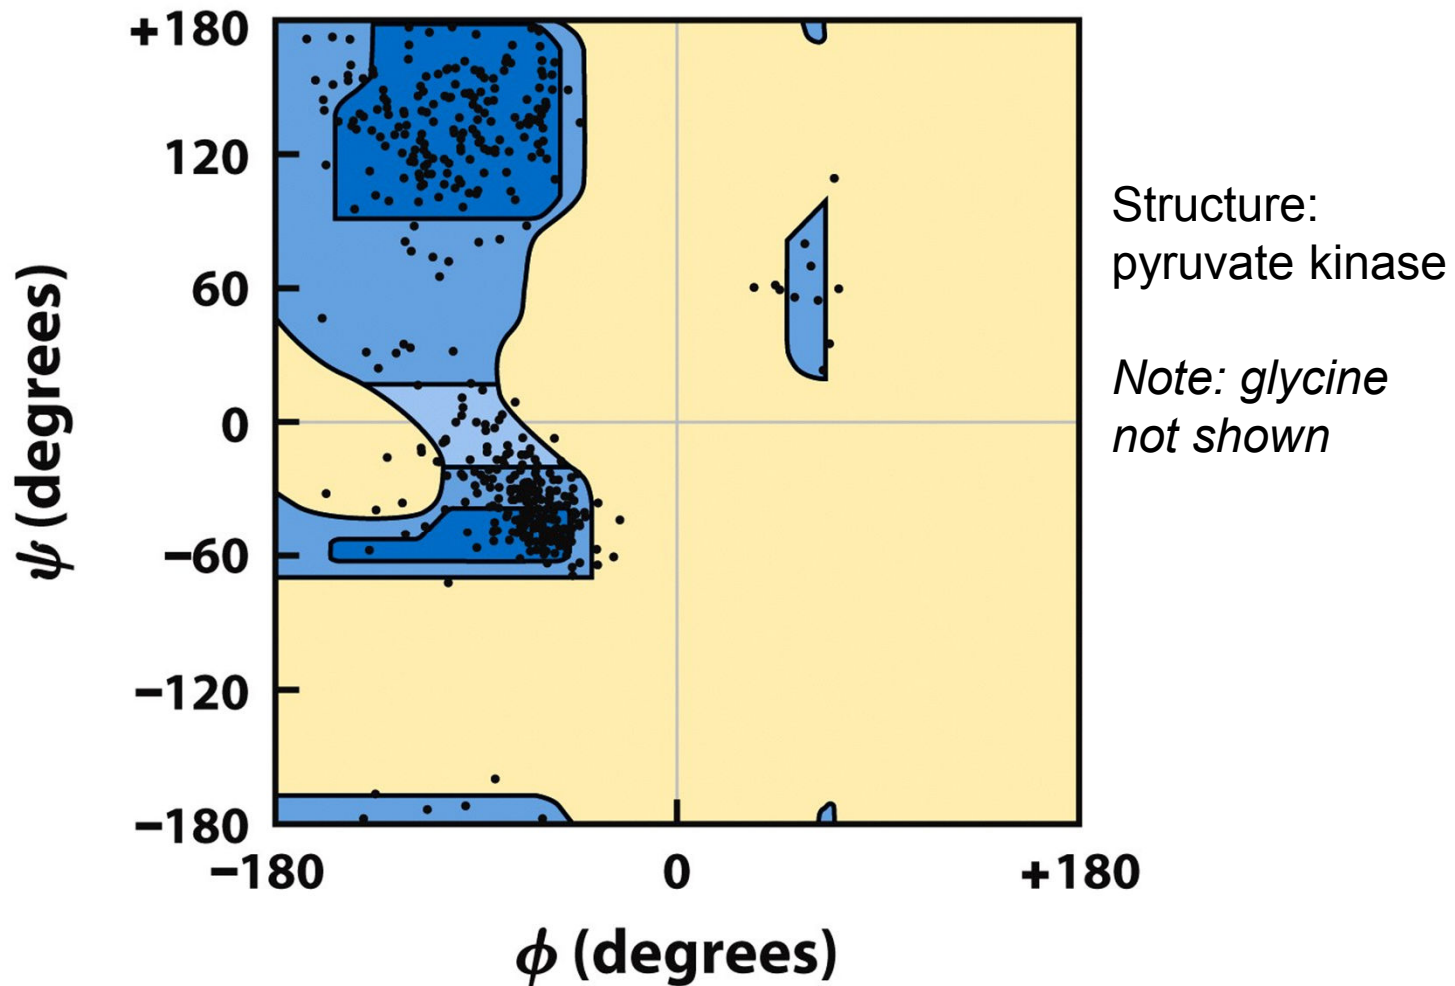 +180
120
60
0
−60
−120
−180
ψ (degrees)
−180
0
+180
ϕ (degrees)
Structure:
pyruvate kinase
Note: glycine
not shown